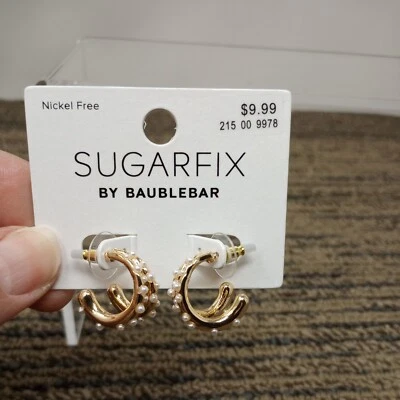 Nickel Free
$9.99
215 00 9978
SUGARFIX
BY BAUBLEBAR